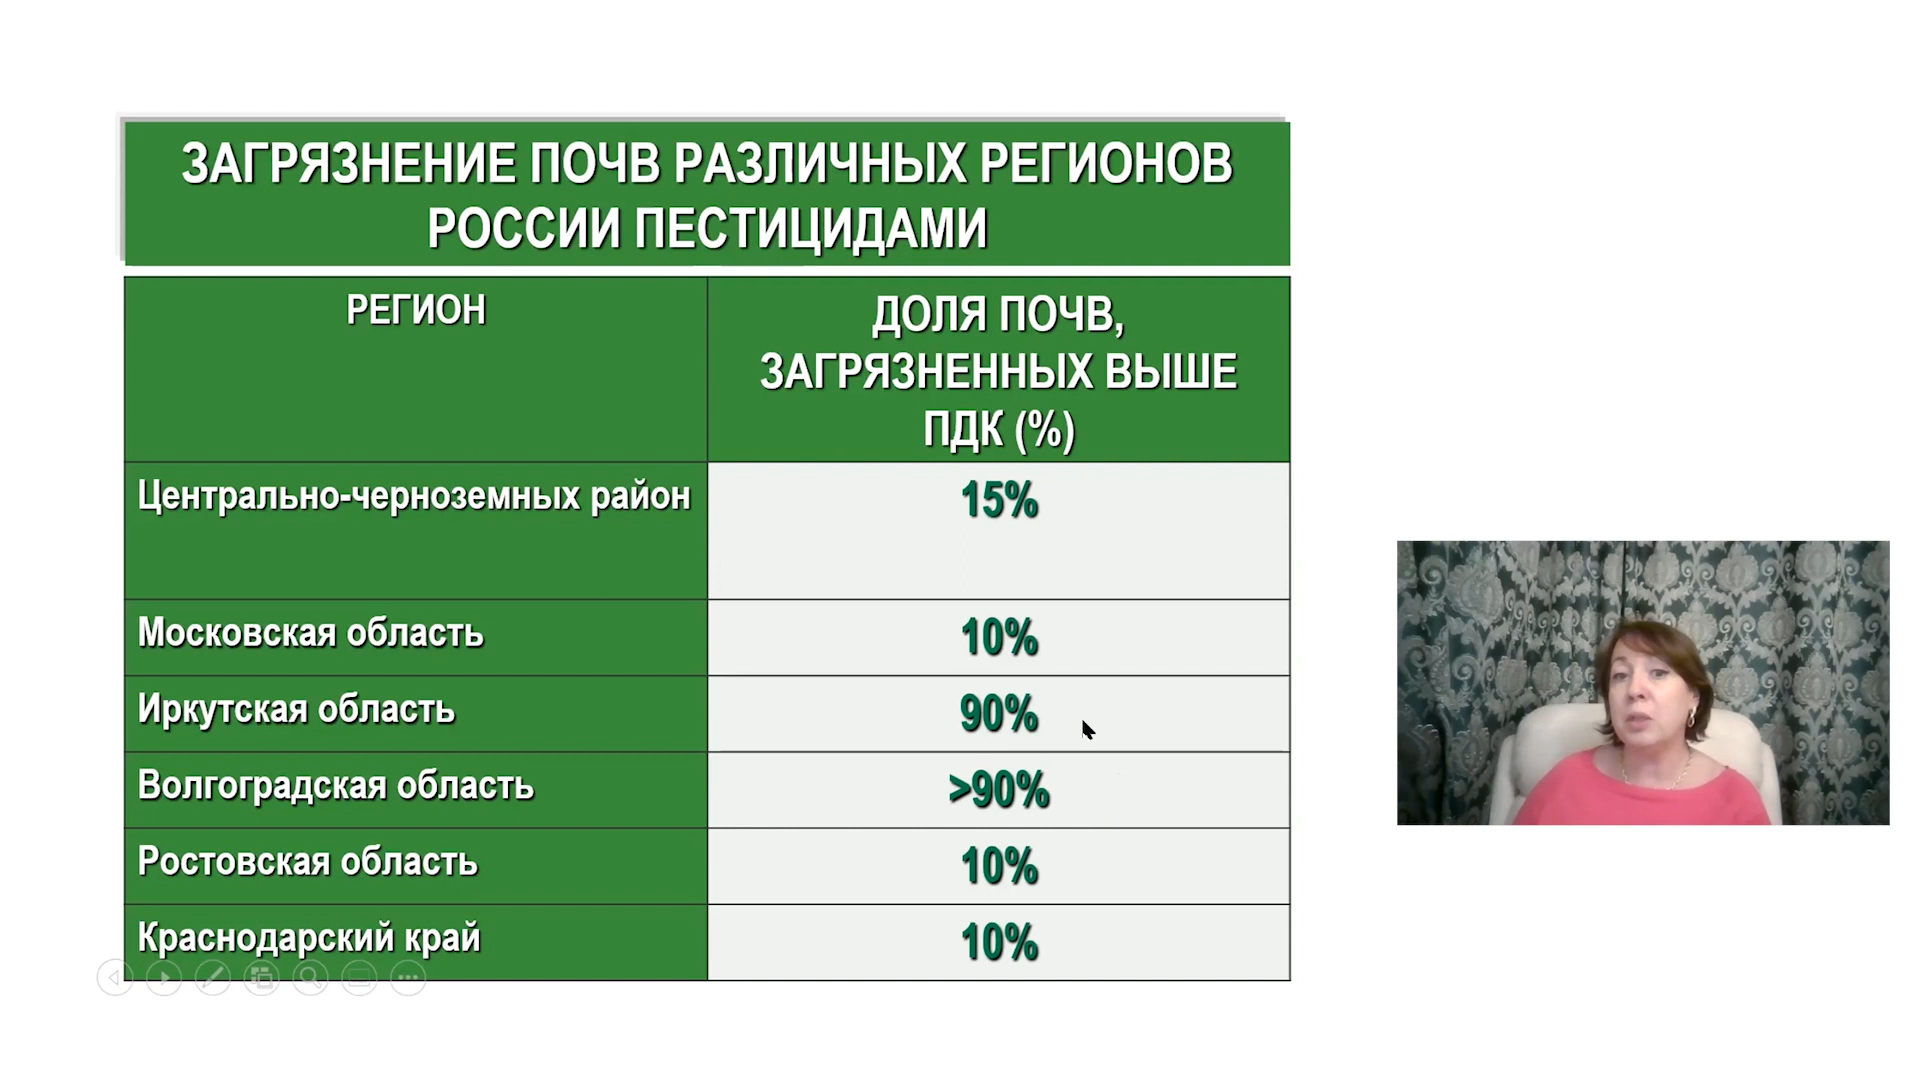 ЗАГРЯЗНЕНИЕ ПОЧВ РАЗЛИЧНЫХ РЕГИОНОВ
РОССИИ ПЕСТИЦИДАМИ
РЕГИОН
ДОЛЯ ПОЧВ,
ЗАГРЯЗНЕННЫХ ВЫШЕ
ПДК (%)
Центрально-черноземных район
15%
Московская область
10%
Иркутская область
90%
Волгоградская область
>90%
Ростовская область
10%
Краснодарский край
10%